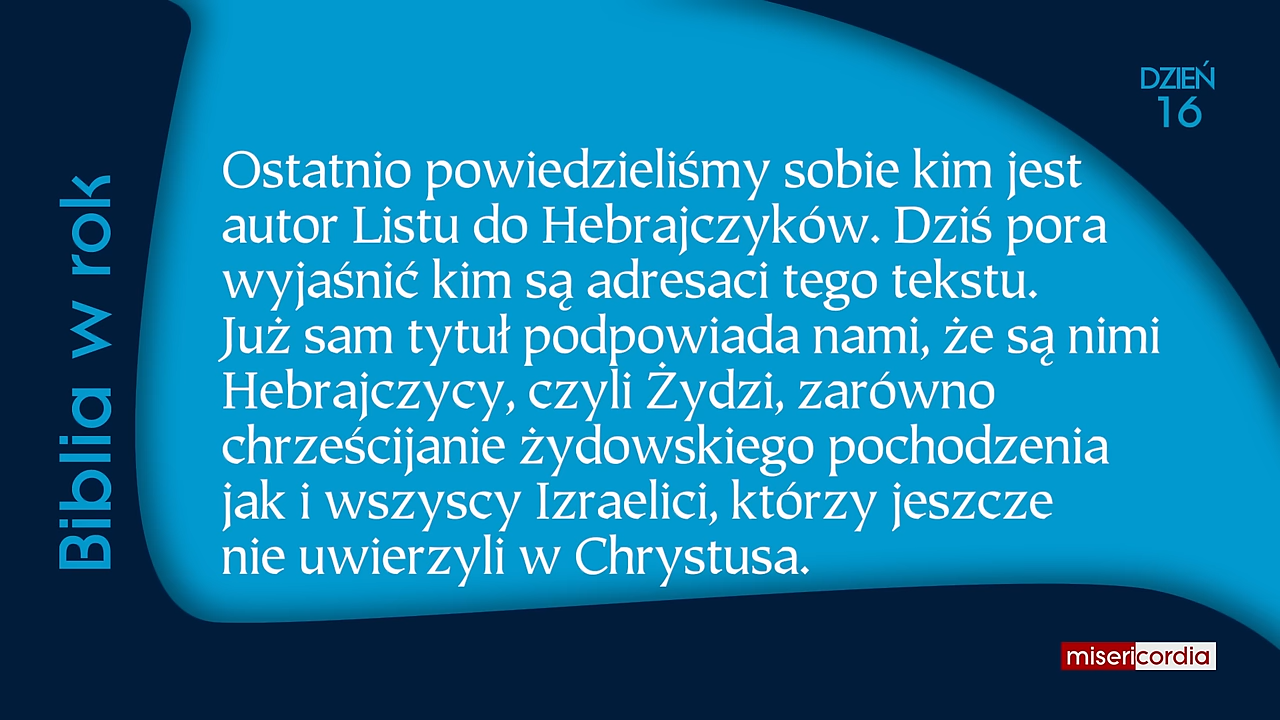 DZIEŃ
16
Biblia w rok
Ostatnio powiedzieliśmy sobie kim jest
autor Listu do Hebrajczyków. Dziś pora
wyjaśnić kim są adresaci tego tekstu.
Już sam tytuł podpowiada nami, że są nimi
Hebrajczycy, czyli Żydzi, zarówno
chrześcijanie żydowskiego pochodzenia
jak i wszyscy Izraelici, którzy jeszcze
nie uwierzyli w Chrystusa.
misericordia